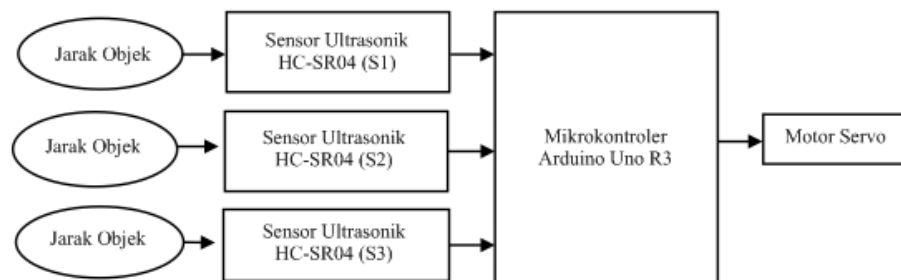 Jarak Objek
Sensor Ultrasonik
HC-SR04 (S1)
Jarak Objek
Sensor Ultrasonik
HC-SR04 (S2)
Jarak Objek
Sensor Ultrasonik
HC-SR04 (S3)
Mikrokontroler
Arduino Uno R3
Motor Servo